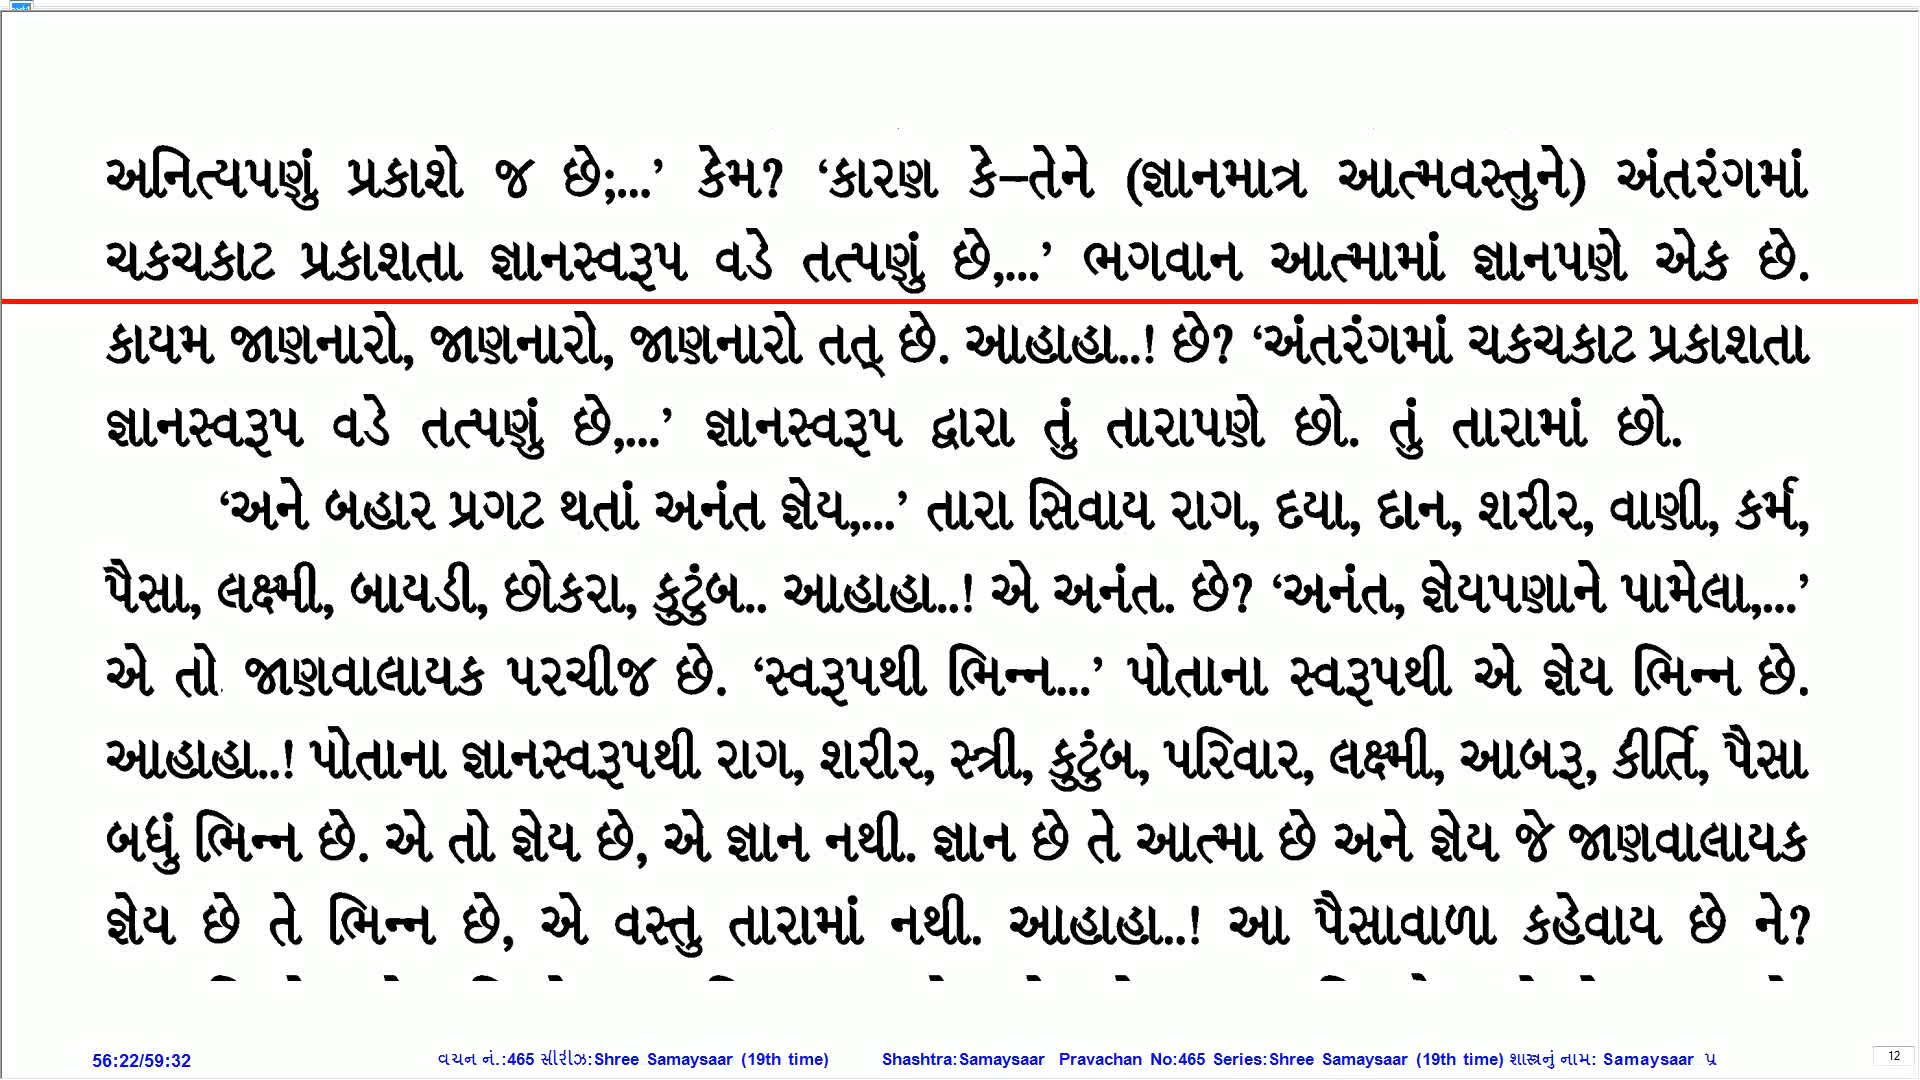 અનિત્યપણું પ્રકાશે જ છે;...’ કેમ? ‘કારણ કે–તેને (જ્ઞાનમાત્ર આત્મવસ્તુને) અંતરંગમાં
ચકચકાટ પ્રકાશતા જ્ઞાનસ્વરૂપ વડે તત્પણું છે,...’ ભગવાન આત્મામાં જ્ઞાનપણે એક છે.
કાયમ જાણનારો, જાણનારો, જાણનારો તત્ છે. આહાહા..! છે? ‘અંતરંગમાં ચકચકાટ પ્રકાશતા
જ્ઞાનસ્વરૂપ વડે તત્પણું છે,...’ જ્ઞાનસ્વરૂપ દ્વારા તું તારાપણે છો. તું તારામાં છો.
‘અને બહાર પ્રગટ થતાં અનંત જ્ઞેય,...’ તારા સિવાય રાગ, દયા, દાન, શરીર, વાણી, કર્મ,
પૈસા, લક્ષ્મી, બાયડી, છોકરા, કુટુંબ.. આહાહા..! એ અનંત. છે? ‘અનંત, જ્ઞેયપણાને પામેલા,...’
એ તો જાણવાલાયક પરચીજ છે. ‘સ્વરૂપથી ભિન્ન...’ પોતાના સ્વરૂપથી એ જ્ઞેય ભિન્ન છે.
આહાહા..! પોતાના જ્ઞાનસ્વરૂપથી રાગ, શરીર, સ્ત્રી, કુટુંબ, પરિવાર, લક્ષ્મી, આબરૂ, કીર્તિ, પૈસા
બધું ભિન્ન છે. એ તો જ્ઞેય છે, એ જ્ઞાન નથી. જ્ઞાન છે તે આત્મા છે અને જ્ઞેય જે જાણવાલાયક
જ્ઞેય છે તે ભિન્ન છે, એ વસ્તુ તારામાં નથી. આહાહા..! આ પૈસાવાળા કહેવાય છે ને?
56:22/59:32 વચન નં.:465 સીરીઝ:Shree Samaysaar (19th time) Shashtra:Samaysaar Pravachan No:465 Series:Shree Samaysaar (19th time) શાસ્ત્રનું નામ: Samaysaar પ્ર 12